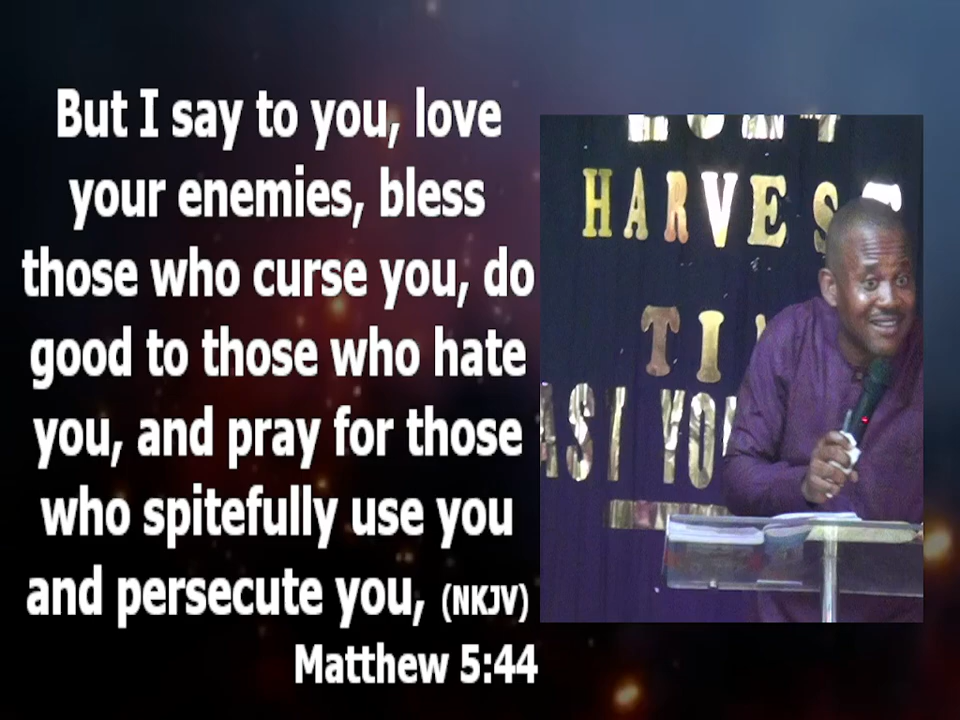 But I say to you, love
your enemies, bless
those who curse you, do
good to those who hate
you, and pray for those
who spitefully use you
and persecute you, (NKJV)
Matthew 5:44
HARVEST